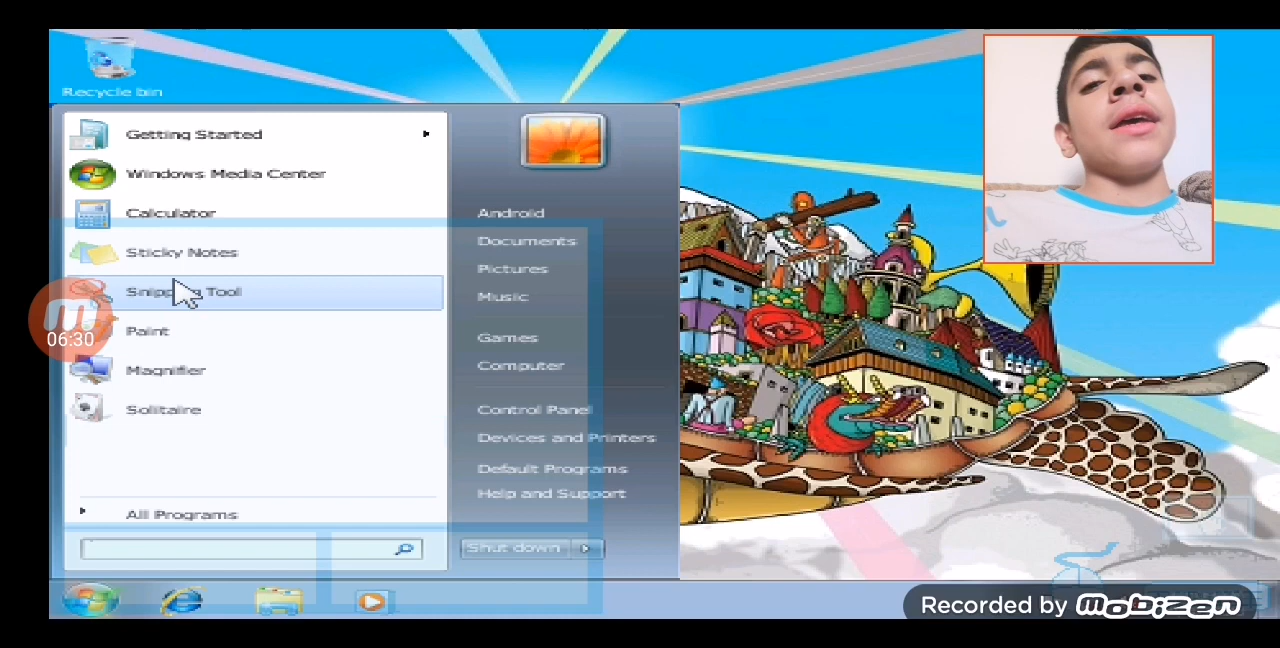 Recycle bin
Getting Started
Windows Media Center
Calculator
Sticky Notes
Snipping Tool
Paint
Magnifier
Solitaire
All Programs
Android
Documents
Pictures
Music
Games
Computer
Control Panel
Devices and Printers
Default Programs
Help and Support
Shut down
06:30
Recorded by mobizen